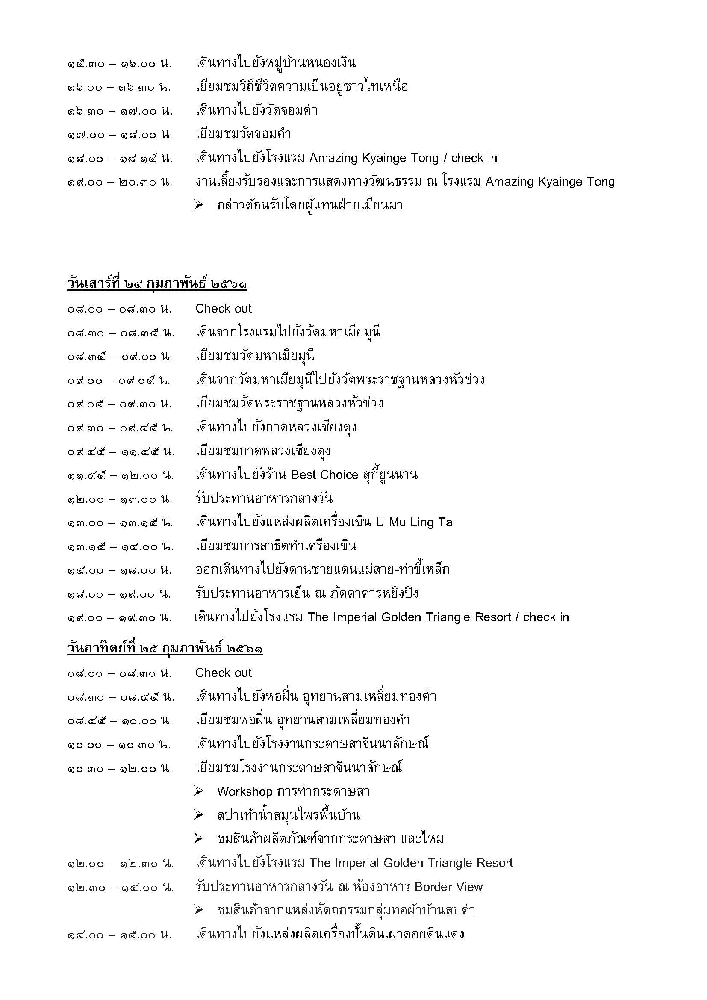 ๑๕.๓๐ – ๑๖.๐๐ น. เดินทางไปยังหมู่บ้านหนองเงิน
๑๖.๐๐ – ๑๖.๓๐ น. เยี่ยมชมวิถีชีวิตความเป็นอยู่ชาวไทเหนือ
๑๖.๓๐ – ๑๗.๐๐ น. เดินทางไปยังวัดจอมคำ
๑๗.๐๐ – ๑๘.๐๐ น. เยี่ยมชมวัดจอมคำ
๑๘.๐๐ – ๑๘.๑๕ น. เดินทางไปยังโรงแรม Amazing Kyainge Tong / check in
๑๙.๐๐ – ๒๐.๓๐ น. งานเลี้ยงรับรองและการแสดงทางวัฒนธรรม ณ โรงแรม Amazing Kyainge Tong
➢ กล่าวต้อนรับโดยผู้แทนฝ่ายเมียนมา
วันเสาร์ที่ ๒๔ กุมภาพันธ์ ๒๕๖๑
๐๘.๐๐ – ๐๘.๓๐ น. Check out
๐๘.๓๐ – ๐๘.๓๕ น. เดินจากโรงแรมไปยังวัดมหาเมียมุนี
๐๘.๓๕ – ๐๙.๐๐ น. เยี่ยมชมวัดมหาเมียมุนี
๐๙.๐๐ – ๐๙.๐๕ น. เดินจากวัดมหาเมียมุนีไปยังวัดพระราชฐานหลวงหัวข่วง
๐๙.๐๕ – ๐๙.๓๐ น. เยี่ยมชมวัดพระราชฐานหลวงหัวข่วง
๐๙.๓๐ – ๐๙.๔๕ น. เดินทางไปยังกาดหลวงเชียงตุง
๐๙.๔๕ – ๑๑.๔๕ น. เยี่ยมชมกาดหลวงเชียงตุง
๑๑.๔๕ – ๑๒.๐๐ น. เดินทางไปยังร้าน Best Choice สุกี้ยูนนาน
๑๒.๐๐ – ๑๓.๐๐ น. รับประทานอาหารกลางวัน
๑๓.๐๐ – ๑๓.๑๕ น. เดินทางไปยังแหล่งผลิตเครื่องเขิน U Mu Ling Ta
๑๓.๑๕ – ๑๔.๐๐ น. เยี่ยมชมการสาธิตทำเครื่องเขิน
๑๔.๐๐ – ๑๘.๐๐ น. ออกเดินทางไปยังด่านชายแดนแม่สาย-ท่าขี้เหล็ก
๑๘.๐๐ – ๑๙.๐๐ น. รับประทานอาหารเย็น ณ ภัตตาคารหยิงปิง
๑๙.๐๐ – ๑๙.๓๐ น. เดินทางไปยังโรงแรม The Imperial Golden Triangle Resort / check in
วันอาทิตย์ที่ ๒๕ กุมภาพันธ์ ๒๕๖๑
๐๘.๐๐ – ๐๘.๓๐ น. Check out
๐๘.๓๐ – ๐๘.๔๕ น. เดินทางไปยังหอฝิ่น อุทยานสามเหลี่ยมทองคำ
๐๘.๔๕ – ๑๐.๐๐ น. เยี่ยมชมหอฝิ่น อุทยานสามเหลี่ยมทองคำ
๑๐.๐๐ – ๑๐.๓๐ น. เดินทางไปยังโรงงานกระดาษสาจินนาลักษณ์
๑๐.๓๐ – ๑๒.๐๐ น. เยี่ยมชมโรงงานกระดาษสาจินนาลักษณ์
➢ Workshop การทำกระดาษสา
➢ สปาเท้าน้ำสมุนไพรพื้นบ้าน
➢ ชมสินค้าผลิตภัณฑ์จากกระดาษสา และไหม
๑๒.๐๐ – ๑๒.๓๐ น. เดินทางไปยังโรงแรม The Imperial Golden Triangle Resort
๑๒.๓๐ – ๑๔.๐๐ น. รับประทานอาหารกลางวัน ณ ห้องอาหาร Border View
➢ ชมสินค้าจากแหล่งหัตถกรรมกลุ่มทอผ้าบ้านสบคำ
๑๔.๐๐ – ๑๕.๐๐ น. เดินทางไปยังแหล่งผลิตเครื่องปั้นดินเผาดอยดินแดง